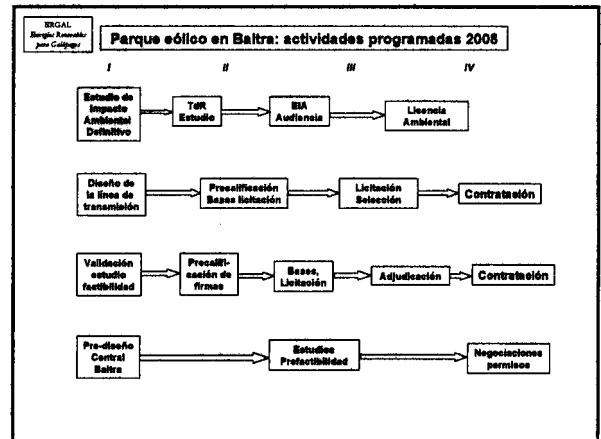 ERGAL
Energías Renovables
para Galápagos
Parque eólico en Baltra: actividades programadas 2008
I II III IV
Estudio de
Impacto
Ambiental
Definitivo
TdR
Estudio
EIA
Audiencia
Licencia
Ambiental
Diseño de
la línea de
transmisión
Precalificación
Bases licitación
Licitación
Selección
Contratación
Validación
estudio
factibilidad
Precalifi-
cación de
firmas
Bases,
Licitación
Adjudicación
Contratación
Pre-diseño
Central
Baltra
Estudios
Prefactibilidad
Negociaciones
permisos